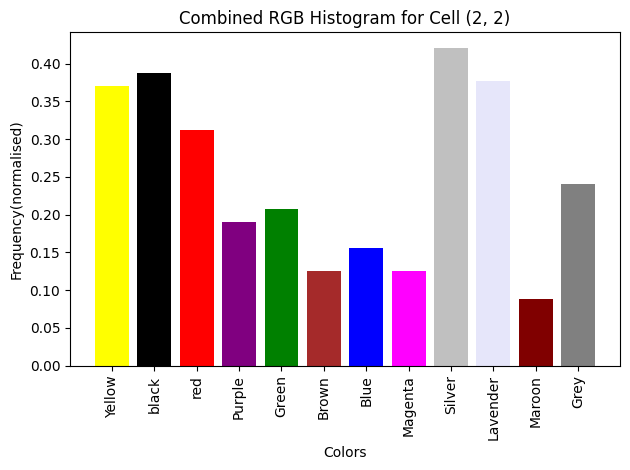 Combined RGB Histogram for Cell (2, 2)
Frequency(normalised)
0.40
0.35
0.30
0.25
0.20
0.15
0.10
0.05
0.00
Yellow
black
red
Purple
Green
Brown
Blue
Magenta
Silver
Lavender
Maroon
Grey
Colors